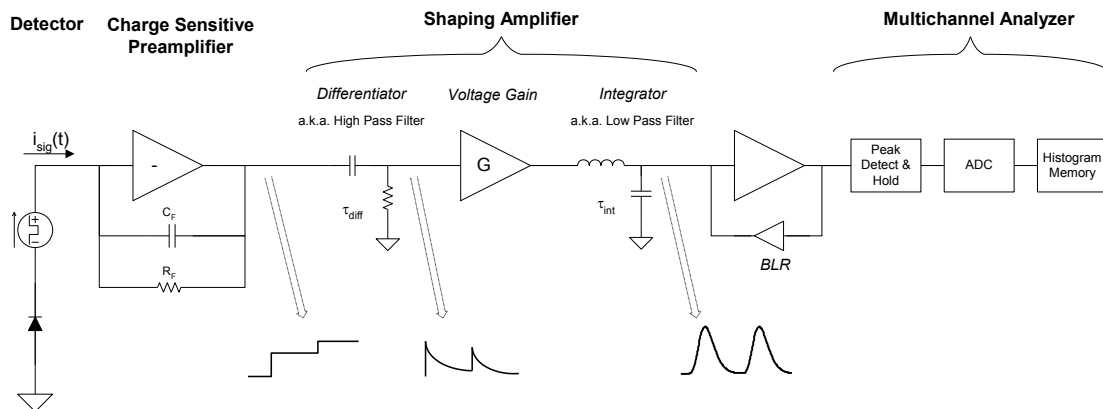 Detector
Charge Sensitive
Preamplifier
Shaping Amplifier
Multichannel Analyzer
Differentiator
a.k.a. High Pass Filter
Voltage Gain
Integrator
a.k.a. Low Pass Filter
i_sig(t)
-
G
Peak
Detect &
Hold
ADC
Histogram
Memory
τ_diff
τ_int
C_F
R_F
BLR
+
−